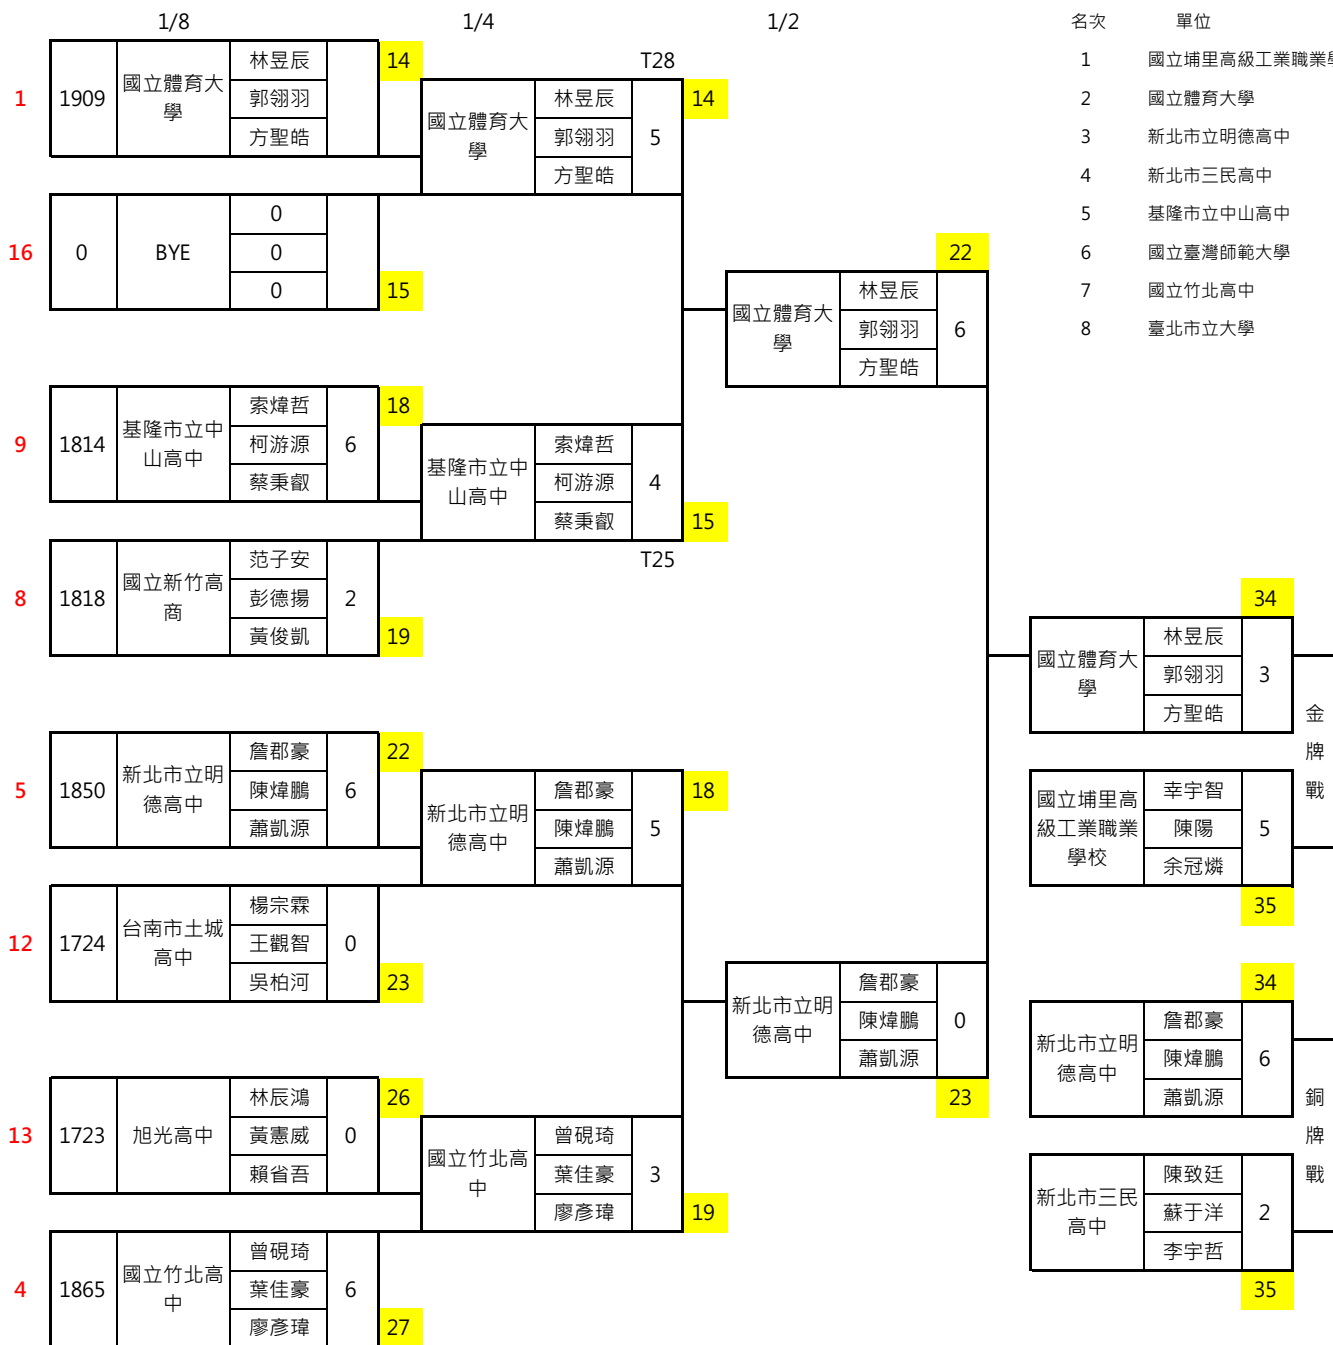 1/8 1/4 1/2 名次 單位
林昱辰 14 T28 1 國立埔里高級工業職業
1 1909 國立體育大學 郭翎羽 林昱辰 14 2 國立體育大學
方聖皓 國立體育大學 郭翎羽 5 3 新北市立明德高中
方聖皓 4 新北市三民高中
0 5 基隆市立中山高中
16 0 BYE 0 22 6 國立臺灣師範大學
0 15 林昱辰 7 國立竹北高中
國立體育大學 郭翎羽 6 8 臺北市立大學
方聖皓
索煒哲 18
9 1814 基隆市立中山高中 柯游源 6 索煒哲
蔡秉叡 基隆市立中山高中 柯游源 4
蔡秉叡 15
范子安 T25
8 1818 國立新竹高商 彭德揚 2 34
黃俊凱 19 林昱辰
國立體育大學 郭翎羽 3
方聖皓 金
詹郡豪 22 牌
5 1850 新北市立明德高中 陳煒鵬 6 詹郡豪 18 幸宇智 戰
蕭凱源 新北市立明德高中 陳煒鵬 5 國立埔里高級工業職業學校 陳陽 5
蕭凱源 余冠燐
楊宗霖 35
12 1724 台南市土城高中 王觀智 0
吳柏河 23 詹郡豪 34
新北市立明德高中 陳煒鵬 0 詹郡豪
蕭凱源 新北市立明德高中 陳煒鵬 6
林辰鴻 26 23 蕭凱源 銅
13 1723 旭光高中 黃憲威 0 曾硯琦 牌
賴省吾 國立竹北高中 葉佳豪 3 陳致廷 戰
廖彥瑋 19 新北市三民高中 蘇于洋 2
曾硯琦 李宇哲
4 1865 國立竹北高中 葉佳豪 6 35
廖彥瑋 27